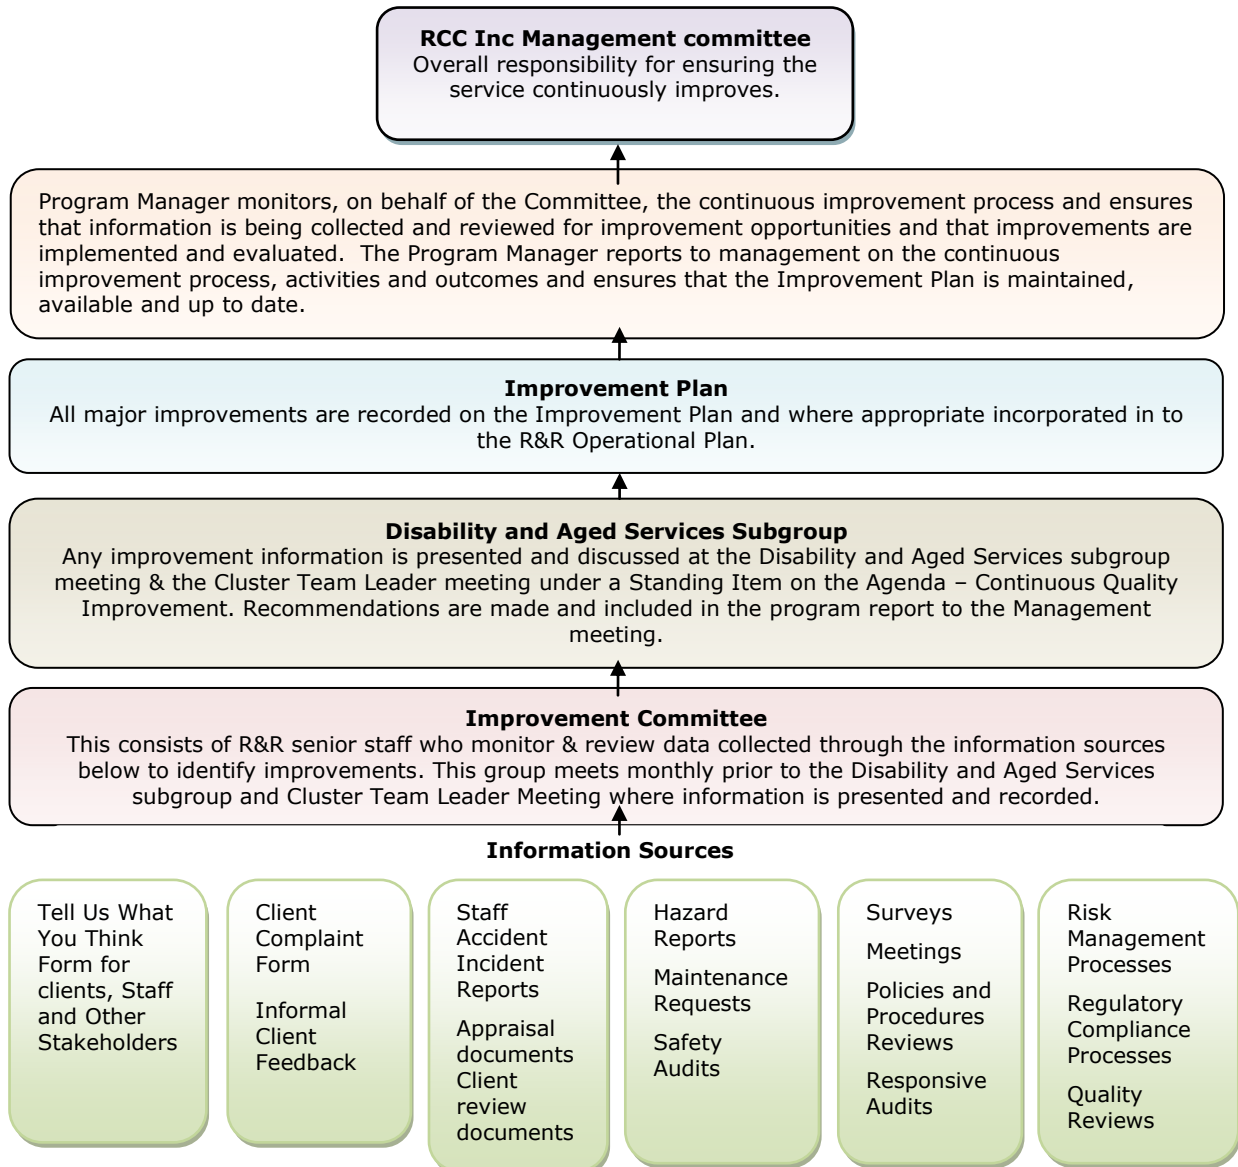 RCC Inc Management committee
Overall responsibility for ensuring the
service continuously improves.
Program Manager monitors, on behalf of the Committee, the continuous improvement process and ensures
that information is being collected and reviewed for improvement opportunities and that improvements are
implemented and evaluated.  The Program Manager reports to management on the continuous
improvement process, activities and outcomes and ensures that the Improvement Plan is maintained,
available and up to date.
Improvement Plan
All major improvements are recorded on the Improvement Plan and where appropriate incorporated in to
the R&R Operational Plan.
Disability and Aged Services Subgroup
Any improvement information is presented and discussed at the Disability and Aged Services subgroup
meeting & the Cluster Team Leader meeting under a Standing Item on the Agenda – Continuous Quality
Improvement. Recommendations are made and included in the program report to the Management
meeting.
Improvement Committee
This consists of R&R senior staff who monitor & review data collected through the information sources
below to identify improvements. This group meets monthly prior to the Disability and Aged Services
subgroup and Cluster Team Leader Meeting where information is presented and recorded.
Information Sources
Tell Us What
You Think
Form for
clients, Staff
and Other
Stakeholders
Client
Complaint
Form
Informal
Client
Feedback
Staff
Accident
Incident
Reports
Appraisal
documents
Client
review
documents
Hazard
Reports
Maintenance
Requests
Safety
Audits
Surveys
Meetings
Policies and
Procedures
Reviews
Responsive
Audits
Risk
Management
Processes
Regulatory
Compliance
Processes
Quality
Reviews